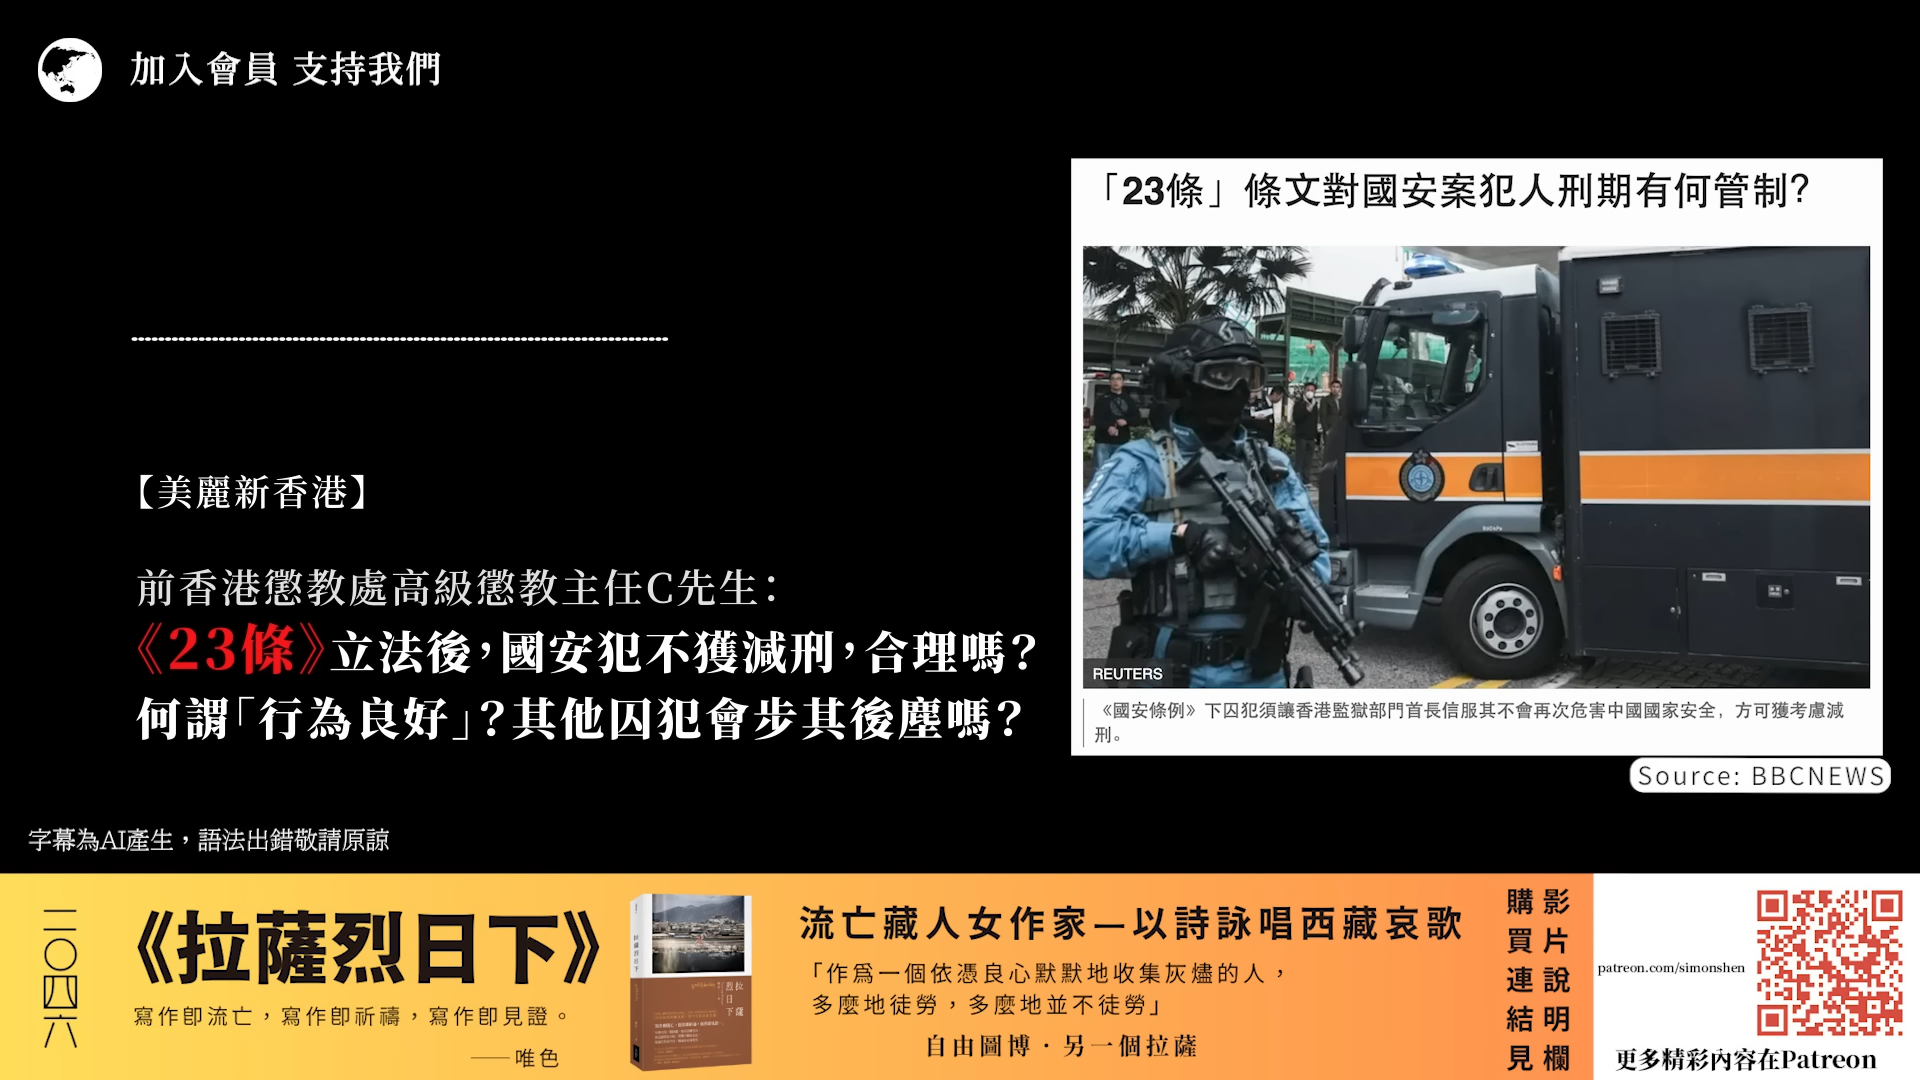 加入會員 支持我們
「23條」條文對國安案犯人刑期有何管制？
REUTERS
《國安條例》下囚犯須讓香港監獄部門首長信服其不會再次危害中國國家安全，方可獲考慮減
刑。
Source: BBCNEWS
【美麗新香港】
前香港懲教處高級懲教主任C先生：
《23條》立法後，國安犯不獲減刑，合理嗎？
何謂「行為良好」？其他囚犯會步其後塵嗎？
字幕為AI產生，語法出錯敬請原諒
一〇四六
《拉薩烈日下》
寫作卽流亡，寫作卽祈禱，寫作卽見證。
——唯色
拉薩烈日下
流亡藏人女作家—以詩詠唱西藏哀歌
「作爲一個依憑良心默默地收集灰燼的人，
多麼地徒勞，多麼地並不徒勞」
自由圖博．另一個拉薩
影片說明欄
購買連結見
patreon.com/simonshen
更多精彩內容在Patreon